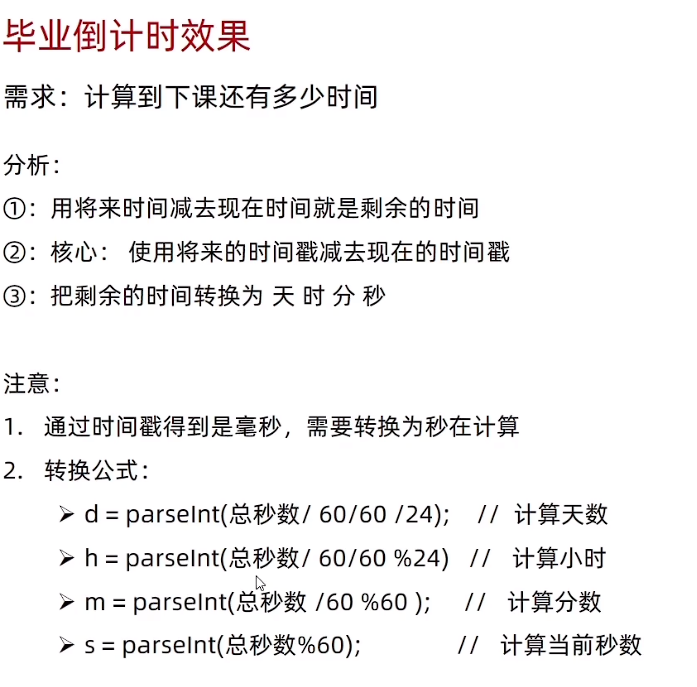 毕业倒计时效果
需求：计算到下课还有多少时间
分析：
①：用将来时间减去现在时间就是剩余的时间
②：核心： 使用将来的时间戳减去现在的时间戳
③：把剩余的时间转换为 天 时 分 秒
注意：
1. 通过时间戳得到是毫秒，需要转换为秒在计算
2. 转换公式：
➢ d = parseInt(总秒数/ 60/60 /24); // 计算天数
➢ h = parseInt(总秒数/ 60/60 %24) // 计算小时
➢ m = parseInt(总秒数 /60 %60 ); // 计算分数
➢ s = parseInt(总秒数%60); // 计算当前秒数